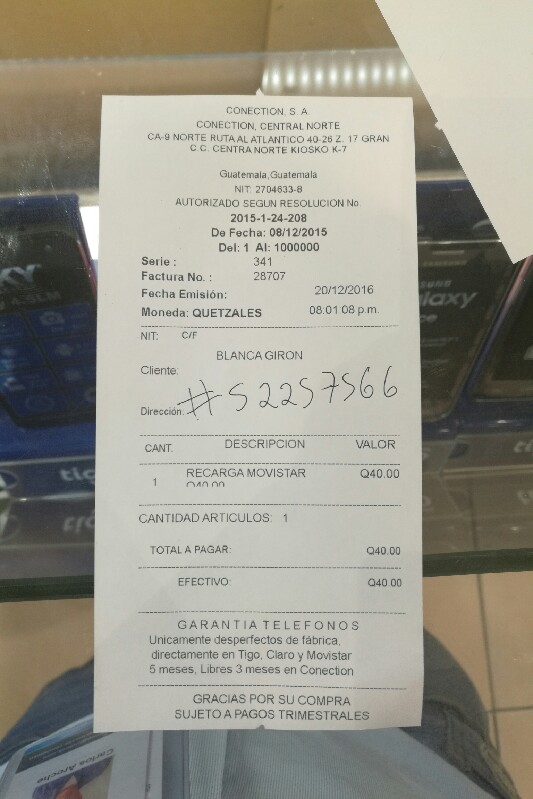 CONECTION, S. A.
CONECTION, CENTRAL NORTE
CA-9 NORTE RUTA AL ATLANTICO 40-26 Z. 17 GRAN
C.C. CENTRA NORTE KIOSKO K-7
Guatemala,Guatemala
NIT: 2704633-8
AUTORIZADO SEGUN RESOLUCION No.
2015-1-24-208
De Fecha: 08/12/2015
Del: 1 Al: 1000000
Serie : 341
Factura No. : 28707
Fecha Emisión: 20/12/2016
Moneda: QUETZALES 08:01:08 p.m.
NIT: C/F
BLANCA GIRON
Cliente:
Dirección: #52257566
CANT. DESCRIPCION VALOR
1 RECARGA MOVISTAR Q40.00
Q40.00
CANTIDAD ARTICULOS: 1
TOTAL A PAGAR: Q40.00
EFECTIVO: Q40.00
GARANTIA TELEFONOS
Unicamente desperfectos de fábrica,
directamente en Tigo, Claro y Movistar
5 meses, Libres 3 meses en Conection
GRACIAS POR SU COMPRA
SUJETO A PAGOS TRIMESTRALES
Carlos Aroche
SAMSUNG
tigo